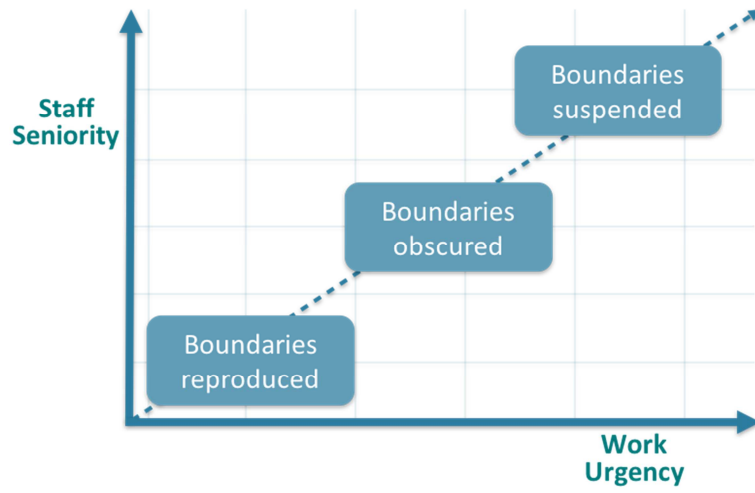 Boundaries
suspended
Staff
Seniority
Boundaries
obscured
Boundaries
reproduced
Work
Urgency